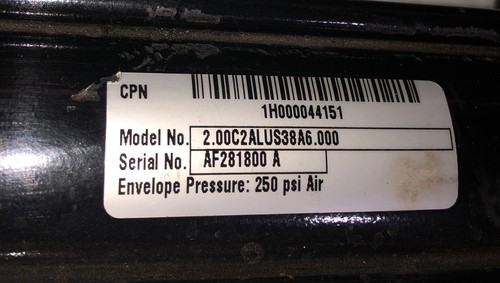 CPN
1H000044151
Model No. 2.00C2ALUS38A6.000
Serial No. AF281800 A
Envelope Pressure: 250 psi Air